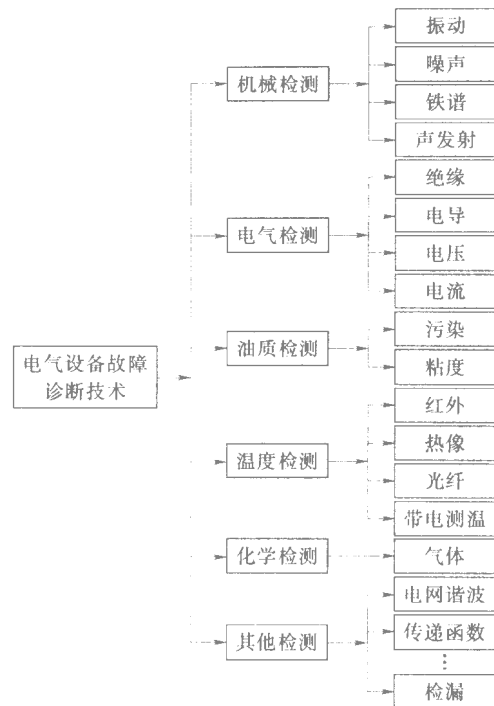 电气设备故障
诊断技术
机械检测
振动
噪声
铁谱
声发射
电气检测
绝缘
电导
电压
电流
油质检测
污染
粘度
温度检测
红外
热像
光纤
带电测温
化学检测
气体
其他检测
电网谐波
传递函数
⋮
检漏